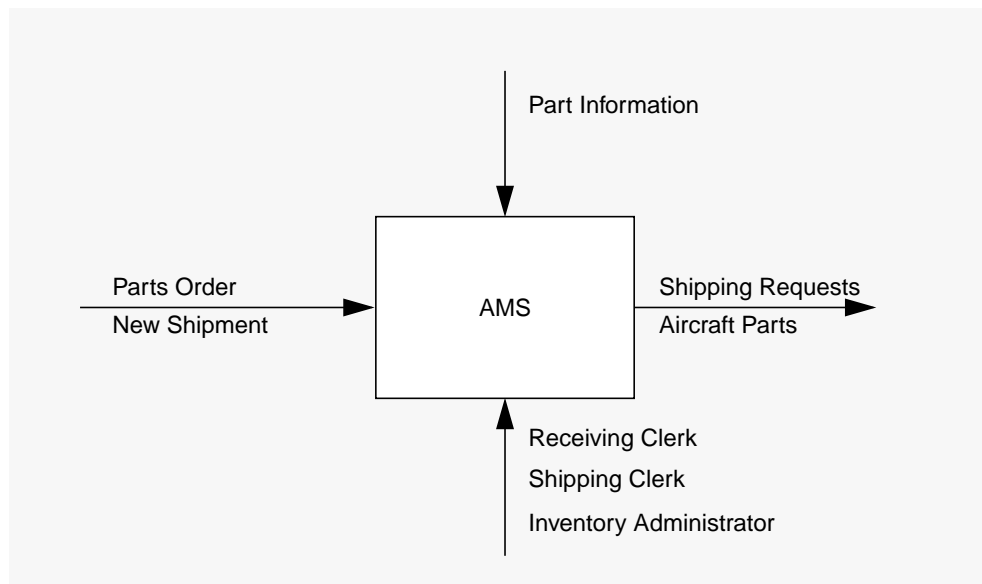 Part Information
Parts Order
New Shipment
AMS
Shipping Requests
Aircraft Parts
Receiving Clerk
Shipping Clerk
Inventory Administrator